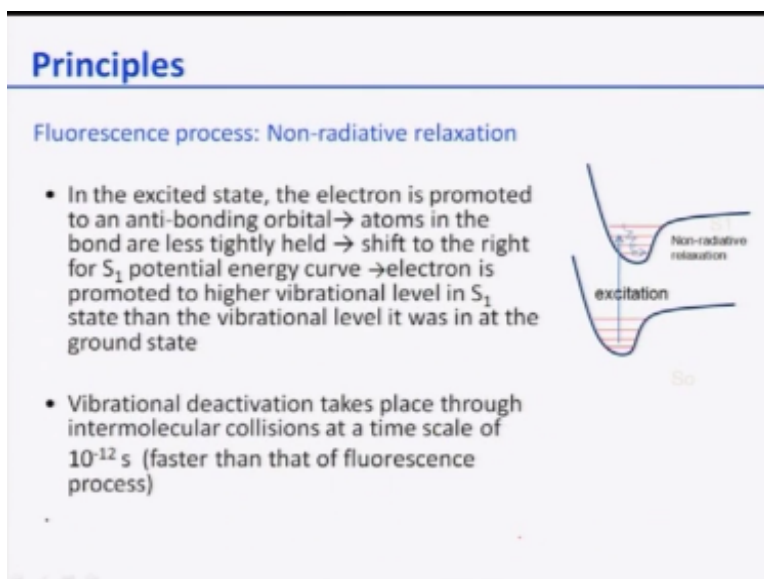 Principles
Fluorescence process: Non-radiative relaxation
• In the excited state, the electron is promoted
to an anti-bonding orbital→ atoms in the
bond are less tightly held → shift to the right
for S₁ potential energy curve →electron is
promoted to higher vibrational level in S₁
state than the vibrational level it was in at the
ground state
• Vibrational deactivation takes place through
intermolecular collisions at a time scale of
10⁻¹² s (faster than that of fluorescence
process)
S1
Non-radiative
relaxation
excitation
So